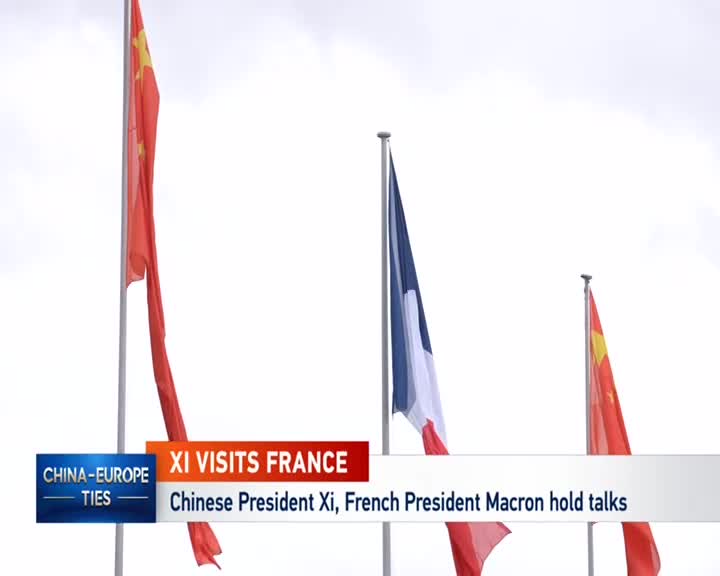 XI VISITS FRANCE
CHINA-EUROPE
TIES
Chinese President Xi, French President Macron hold talks